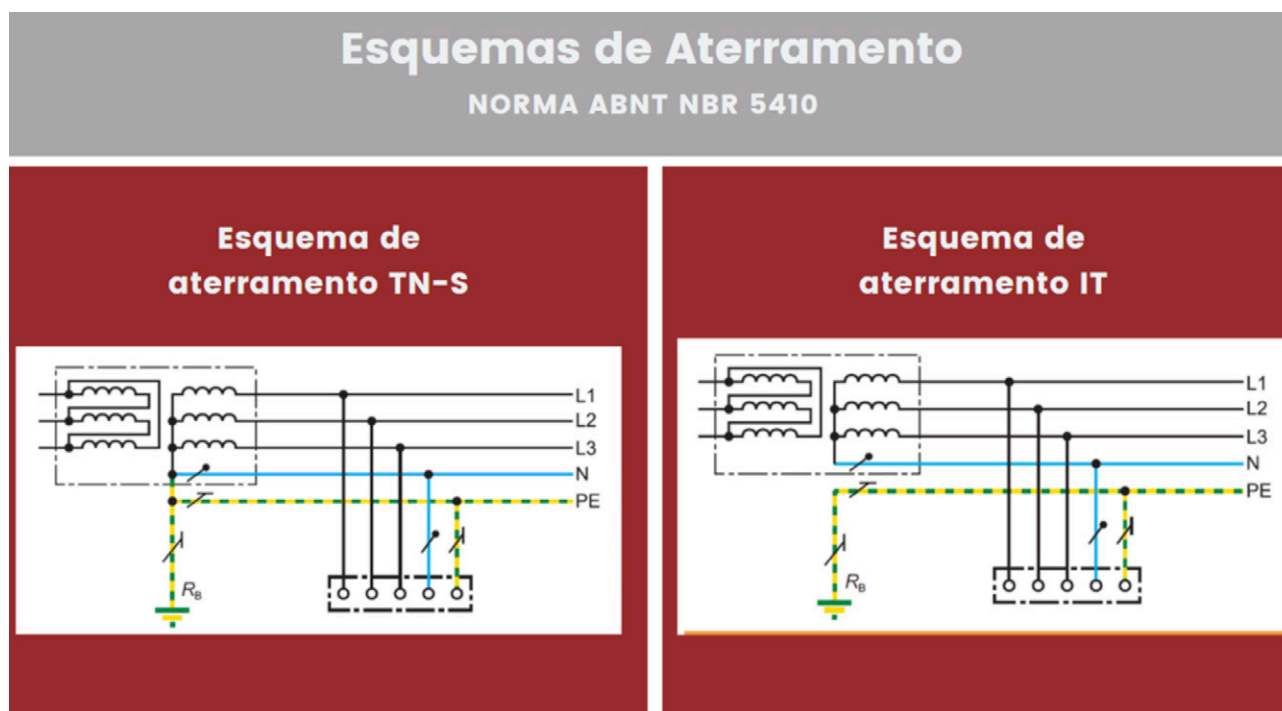 Esquemas de Aterramento
NORMA ABNT NBR 5410
Esquema de
aterramento TN-S
L1
L2
L3
N
PE
RB
Esquema de
aterramento IT
L1
L2
L3
N
PE
RB